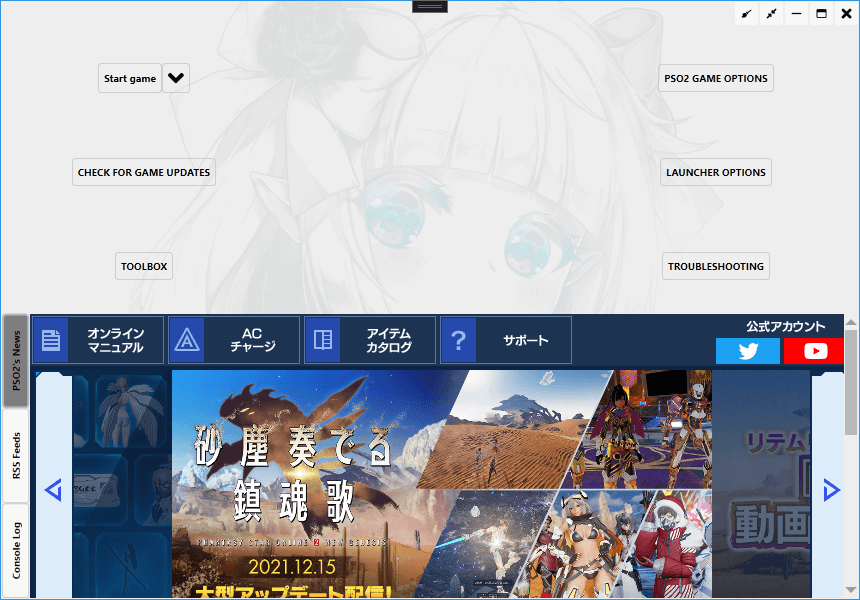 Start game
PSO2 GAME OPTIONS
CHECK FOR GAME UPDATES
LAUNCHER OPTIONS
TOOLBOX
TROUBLESHOOTING
PSO2's News
RSS Feeds
Console Log
オンライン
マニュアル
AC
チャージ
アイテム
カタログ
?
サポート
公式アカウント
砂塵奏でる
鎮魂歌
PHANTASY STAR ONLINE 2 NEW GENESIS
2021.12.15
大型アップデート配信!
リテム
動画